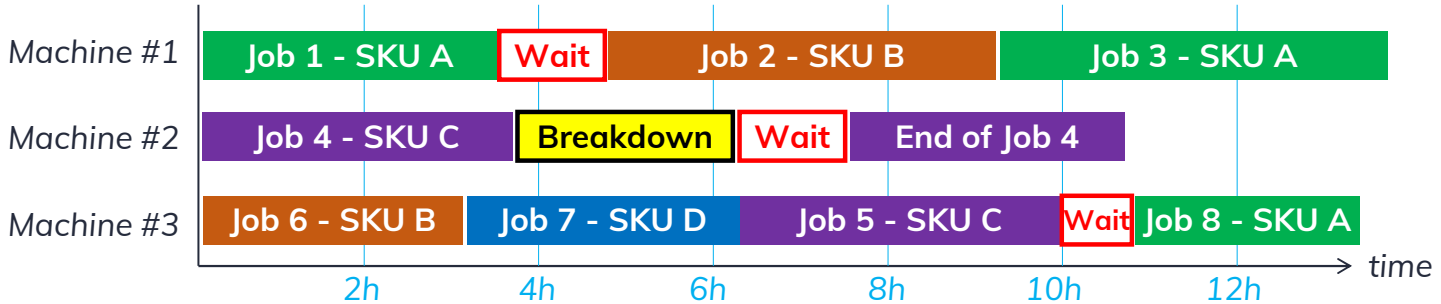 Machine #1 Job 1 - SKU A Wait Job 2 - SKU B Job 3 - SKU A
Machine #2 Job 4 - SKU C Breakdown Wait End of Job 4
Machine #3 Job 6 - SKU B Job 7 - SKU D Job 5 - SKU C Wait Job 8 - SKU A
time
2h 4h 6h 8h 10h 12h